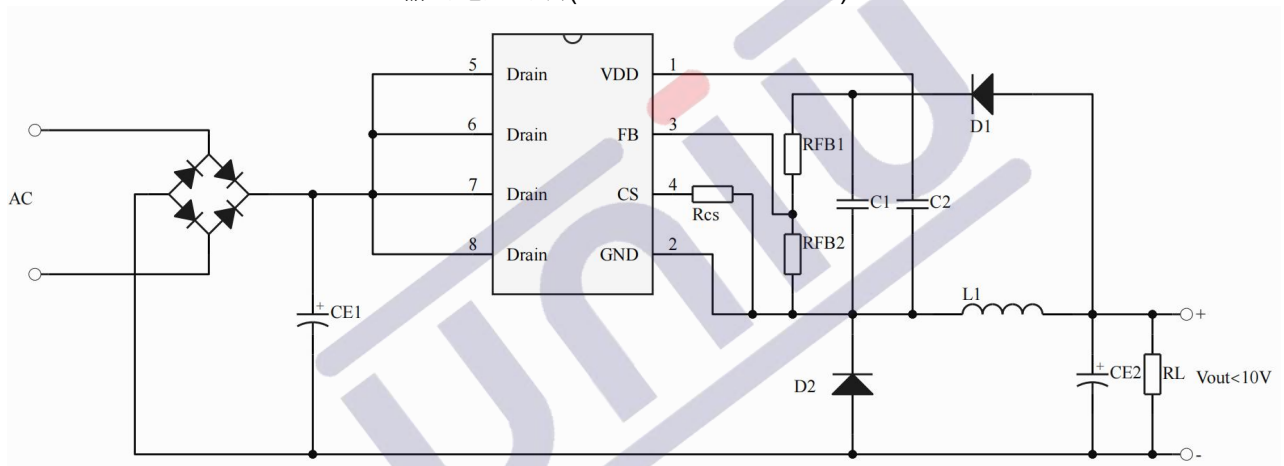 5 Drain VDD 1
6 Drain FB 3
7 Drain CS 4
8 Drain GND 2
AC
CE1
Rcs
RFB1
RFB2
C1
C2
D1
D2
L1
+
+
+
CE2
RL
Vout<10V
-
uniu